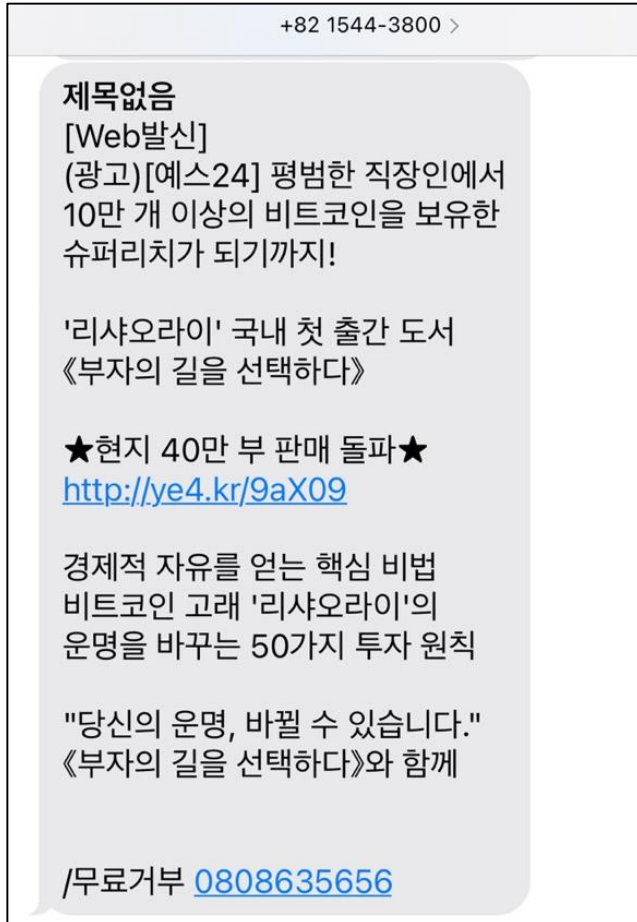 +82 1544-3800 >
제목없음
[Web발신]
(광고)[예스24] 평범한 직장인에서
10만 개 이상의 비트코인을 보유한
슈퍼리치가 되기까지!
'리샤오라이' 국내 첫 출간 도서
《부자의 길을 선택하다》
★현지 40만 부 판매 돌파★
http://ye4.kr/9aX09
경제적 자유를 얻는 핵심 비법
비트코인 고래 '리샤오라이'의
운명을 바꾸는 50가지 투자 원칙
"당신의 운명, 바뀔 수 있습니다."
《부자의 길을 선택하다》와 함께
/무료거부 0808635656